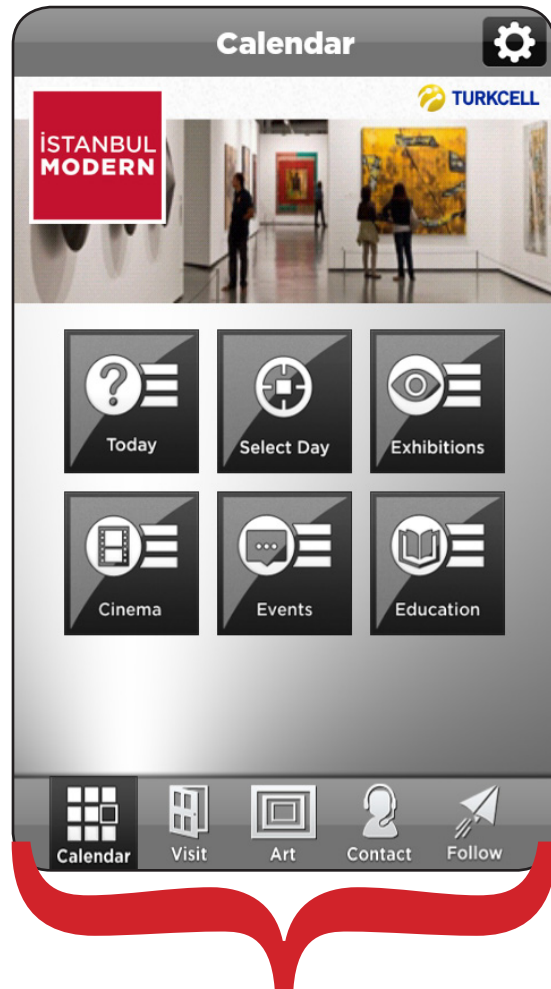 Calendar
TURKCELL
İSTANBUL
MODERN
Today
Select Day
Exhibitions
Cinema
Events
Education
Calendar
Visit
Art
Contact
Follow